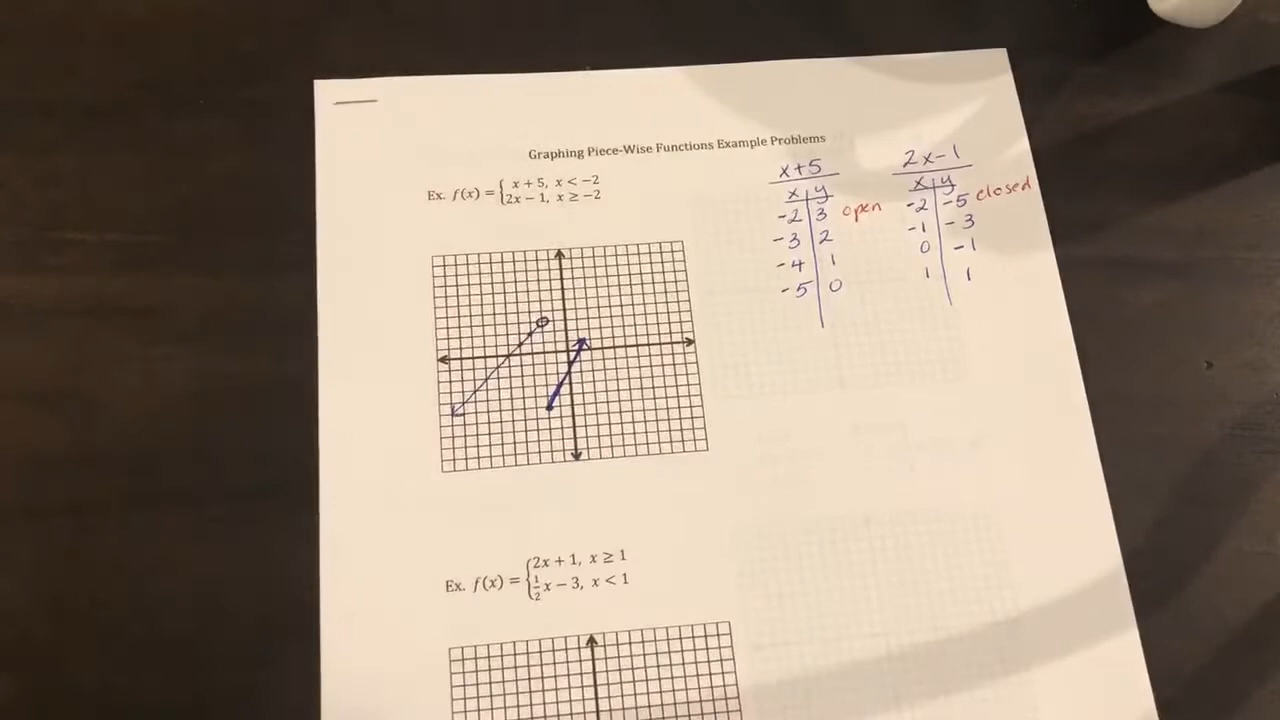 Graphing Piece-Wise Functions Example Problems
Ex. f(x) = { x + 5, x < −2
2x − 1, x ≥ −2
x+5
x y
-2 3 open
-3 2
-4 1
-5 0
2x-1
x y
-2 -5 closed
-1 -3
0 -1
1 1
Ex. f(x) = { 2x + 1, x ≥ 1
1/2 x − 3, x < 1